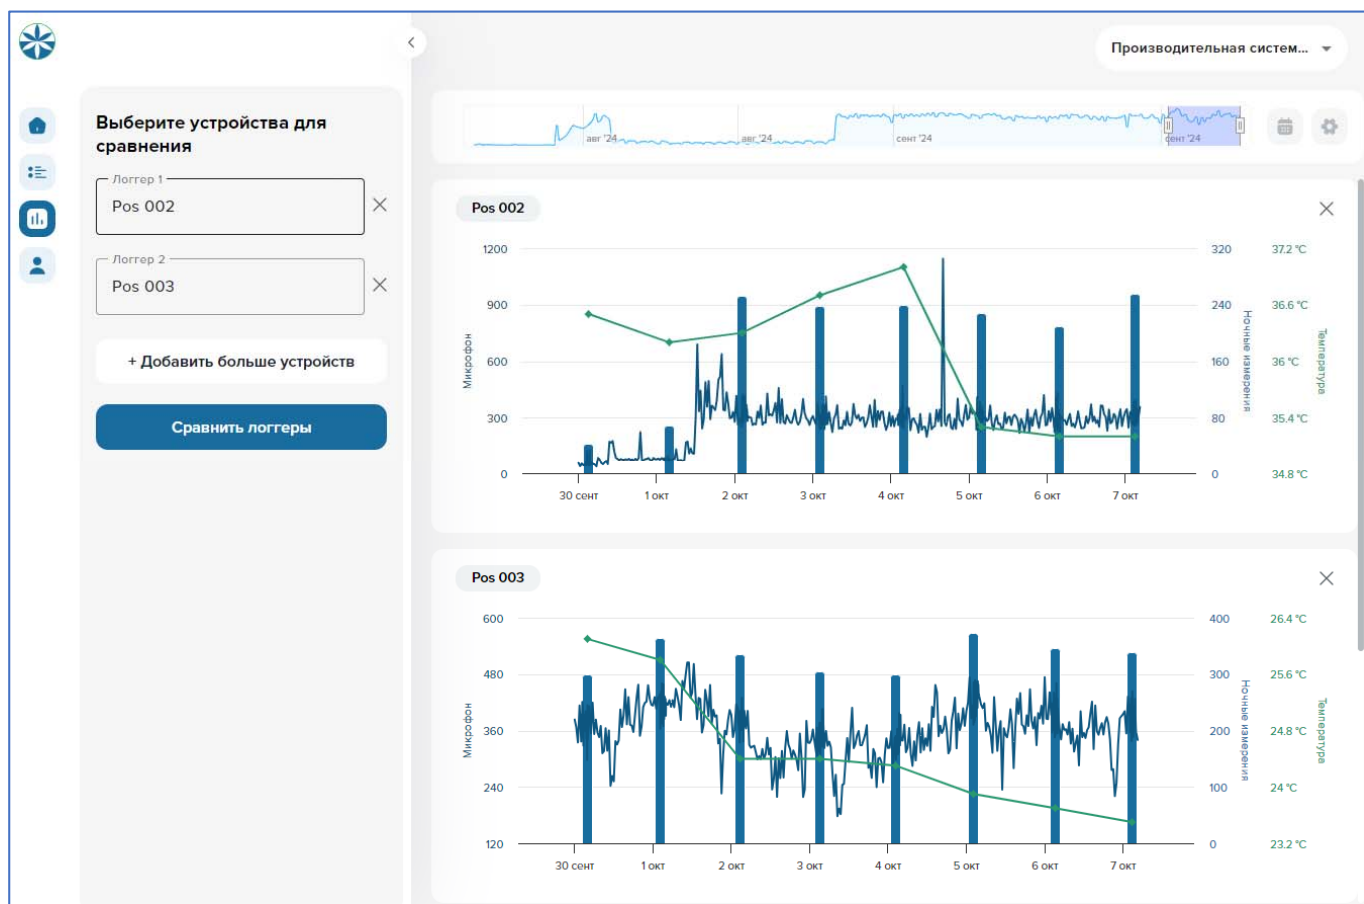 Производительная систем...
Выберите устройства для
сравнения
Логгер 1
Pos 002
Логгер 2
Pos 003
+ Добавить больше устройств
Сравнить логгеры
авг '24
авг '24
сент '24
сент '24
Pos 002
1200
320
37.2 °C
900
240
36.6 °C
600
160
36 °C
300
80
35.4 °C
0
0
34.8 °C
Микрофон
Ночные измерения
Температура
30 сент
1 окт
2 окт
3 окт
4 окт
5 окт
6 окт
7 окт
Pos 003
600
400
26.4 °C
480
300
25.6 °C
360
200
24.8 °C
240
100
24 °C
120
0
23.2 °C
Микрофон
Ночные измерения
Температура
30 сент
1 окт
2 окт
3 окт
4 окт
5 окт
6 окт
7 окт